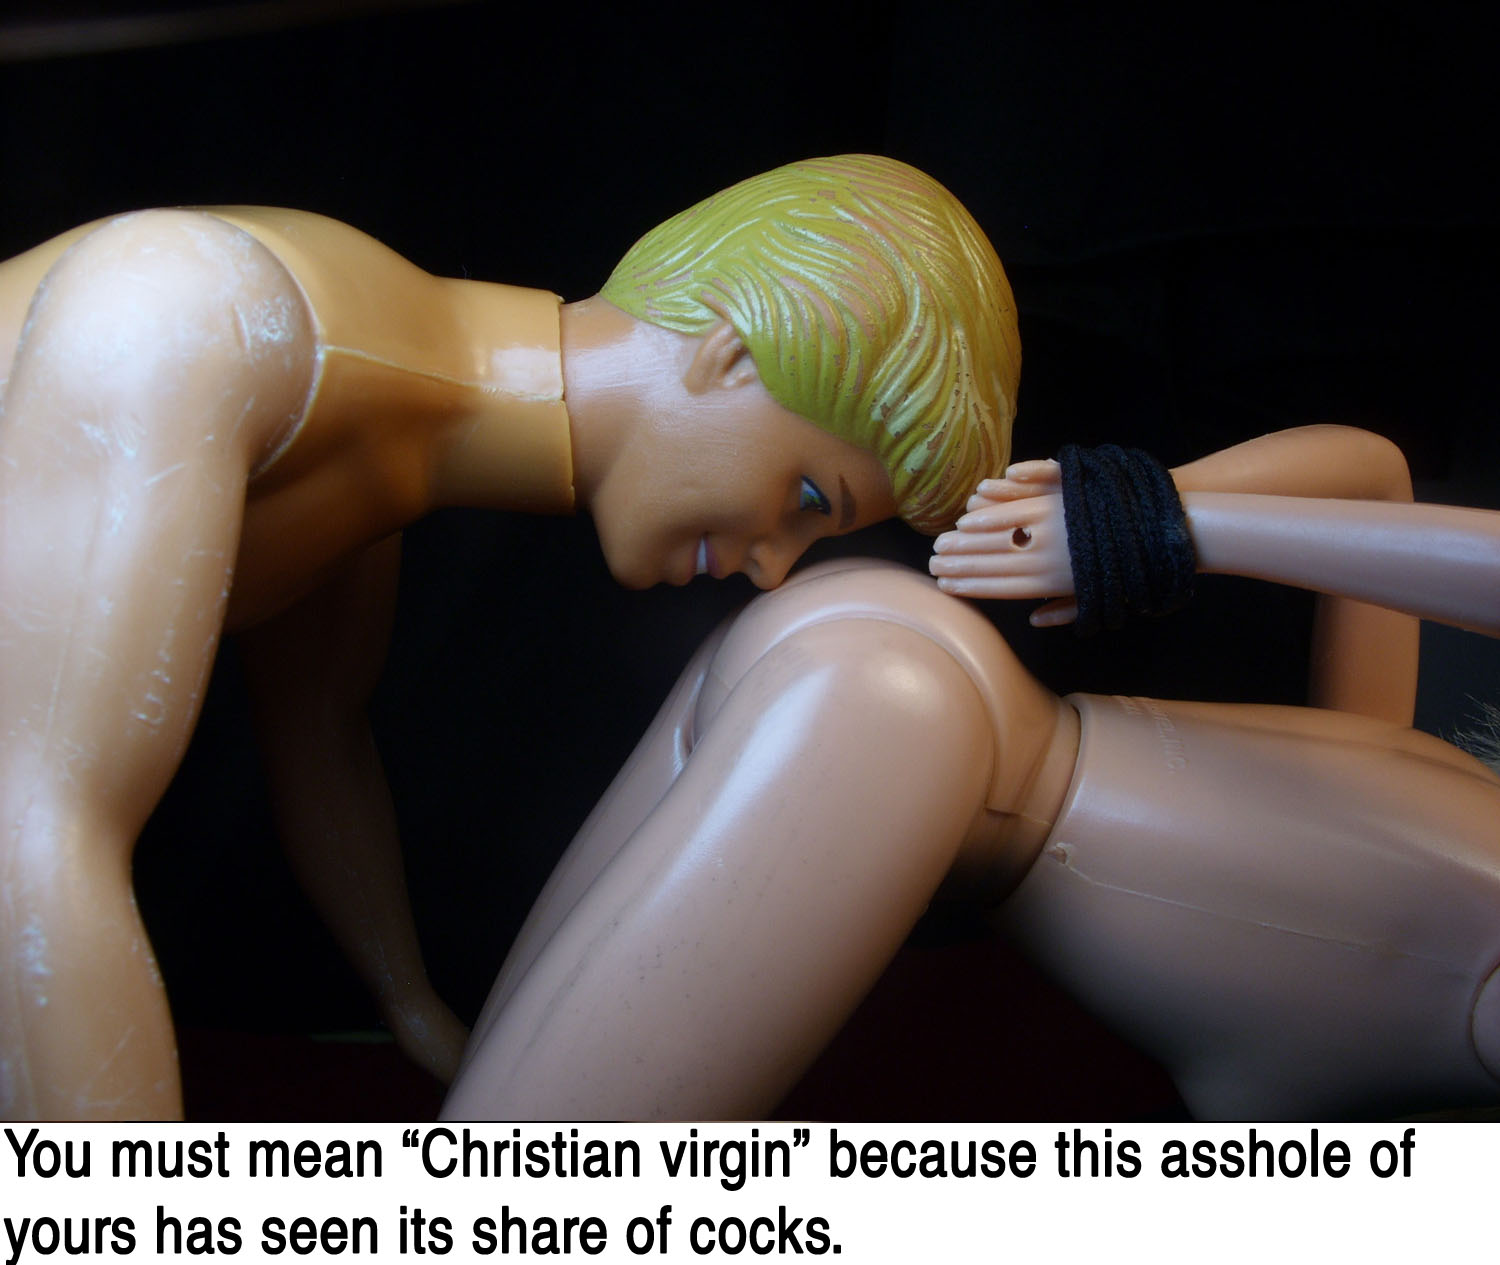 You must mean “Christian virgin” because this asshole of
yours has seen its share of cocks.